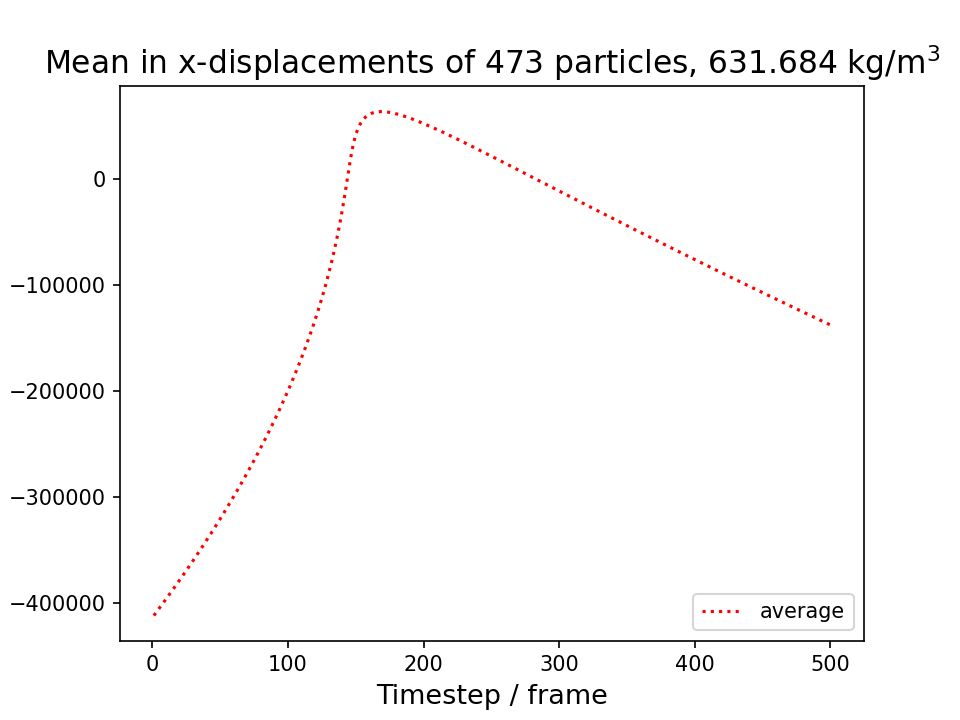 Mean in x-displacements of 473 particles, 631.684 kg/m³
0
−100000
−200000
−300000
−400000
average
0 100 200 300 400 500
Timestep / frame